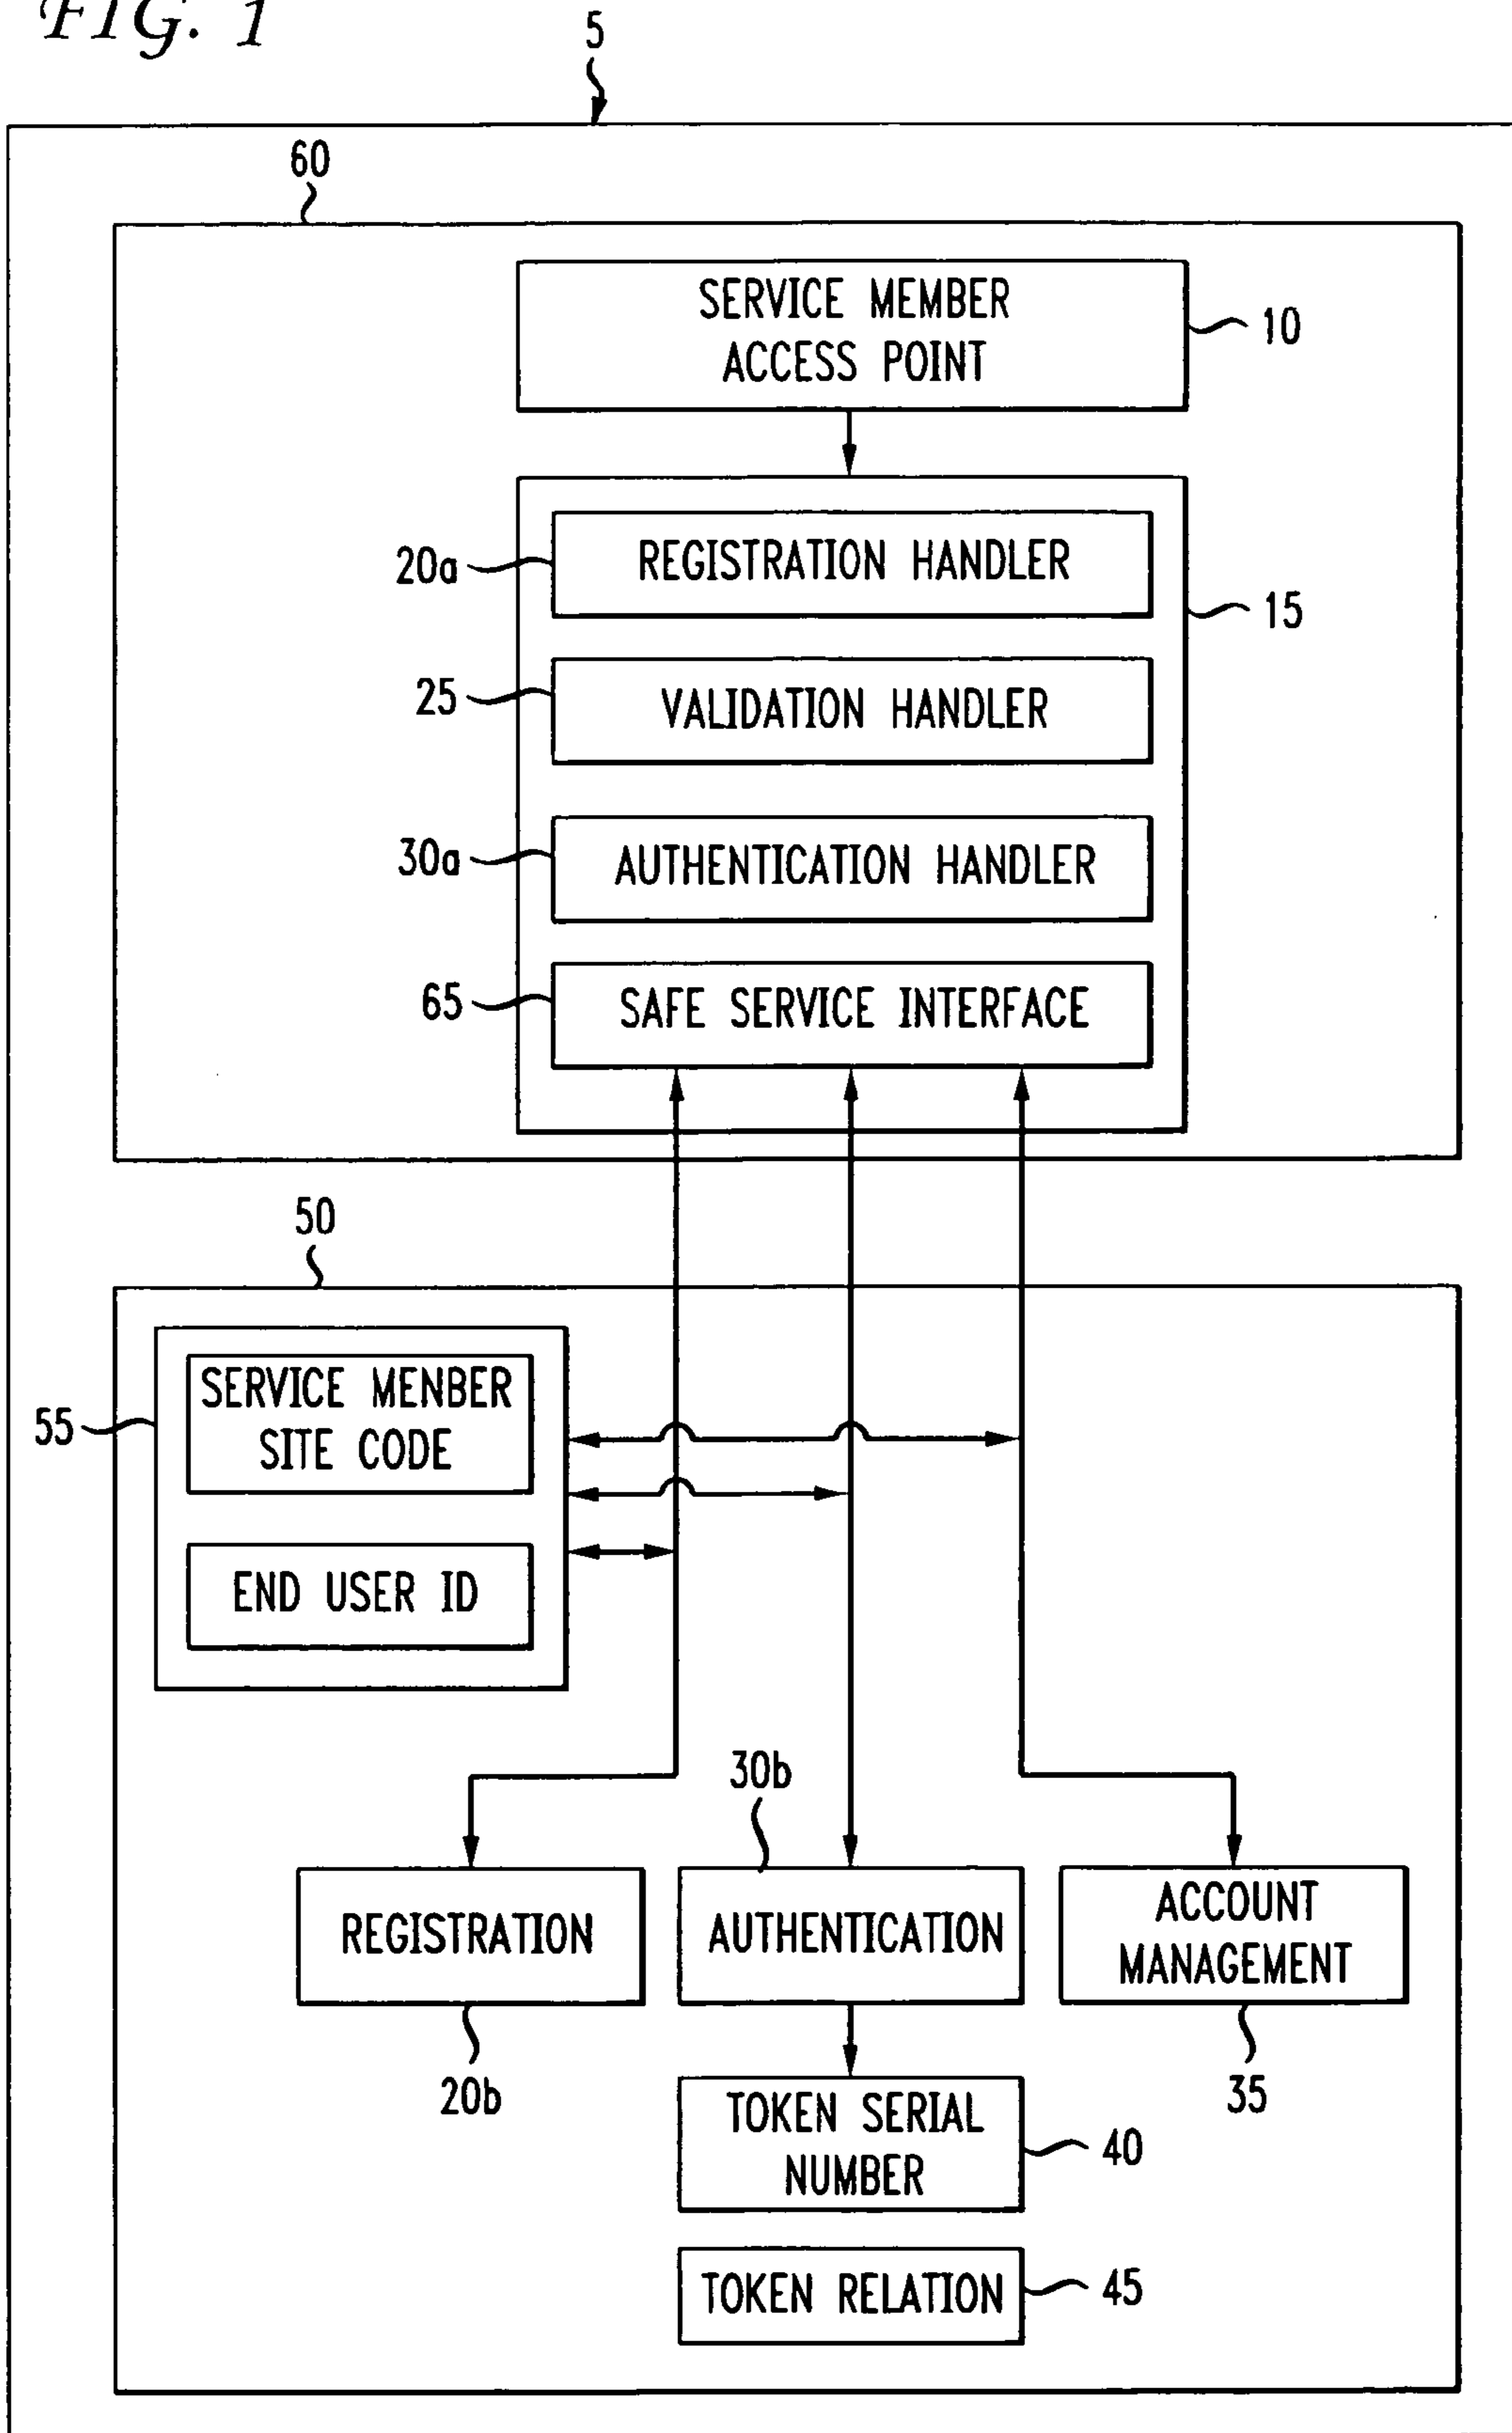 FIG. 1
5
60
SERVICE MEMBER
ACCESS POINT
10
20a
REGISTRATION HANDLER
15
25
VALIDATION HANDLER
30a
AUTHENTICATION HANDLER
65
SAFE SERVICE INTERFACE
50
55
SERVICE MENBER
SITE CODE
END USER ID
30b
REGISTRATION
AUTHENTICATION
ACCOUNT
MANAGEMENT
20b
35
TOKEN SERIAL
NUMBER
40
TOKEN RELATION
45